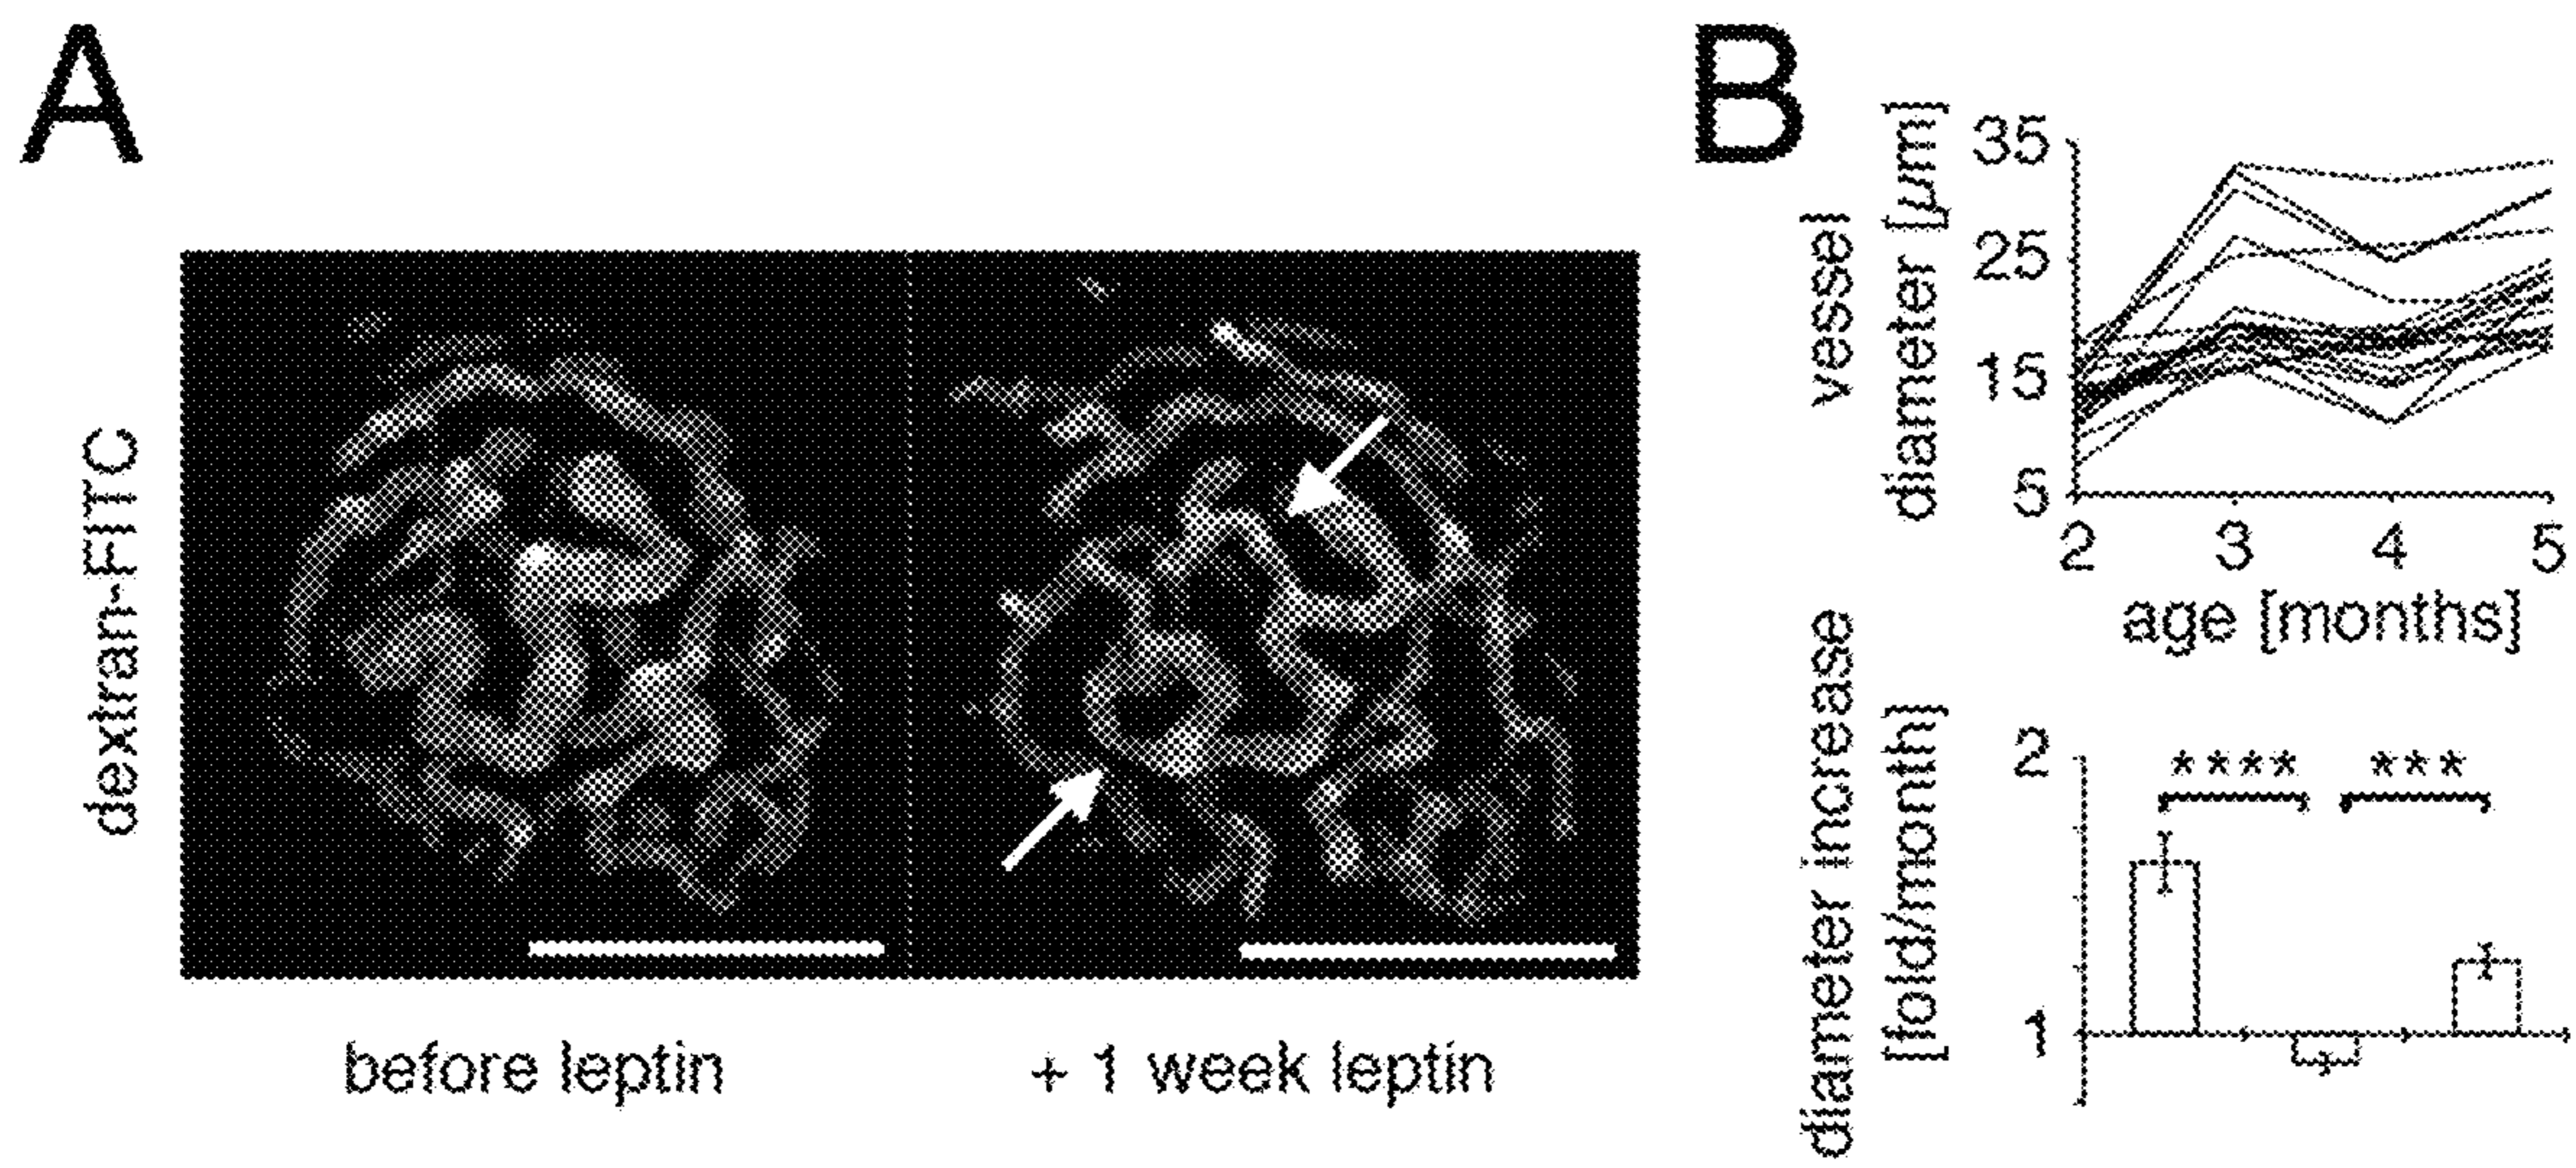 A
dextran-FITC
before leptin
+ 1 week leptin
B
vessel
diameter [µm]
35
25
15
5
2 3 4 5
age [months]
diameter increase
[fold/month]
2
**** ***
1